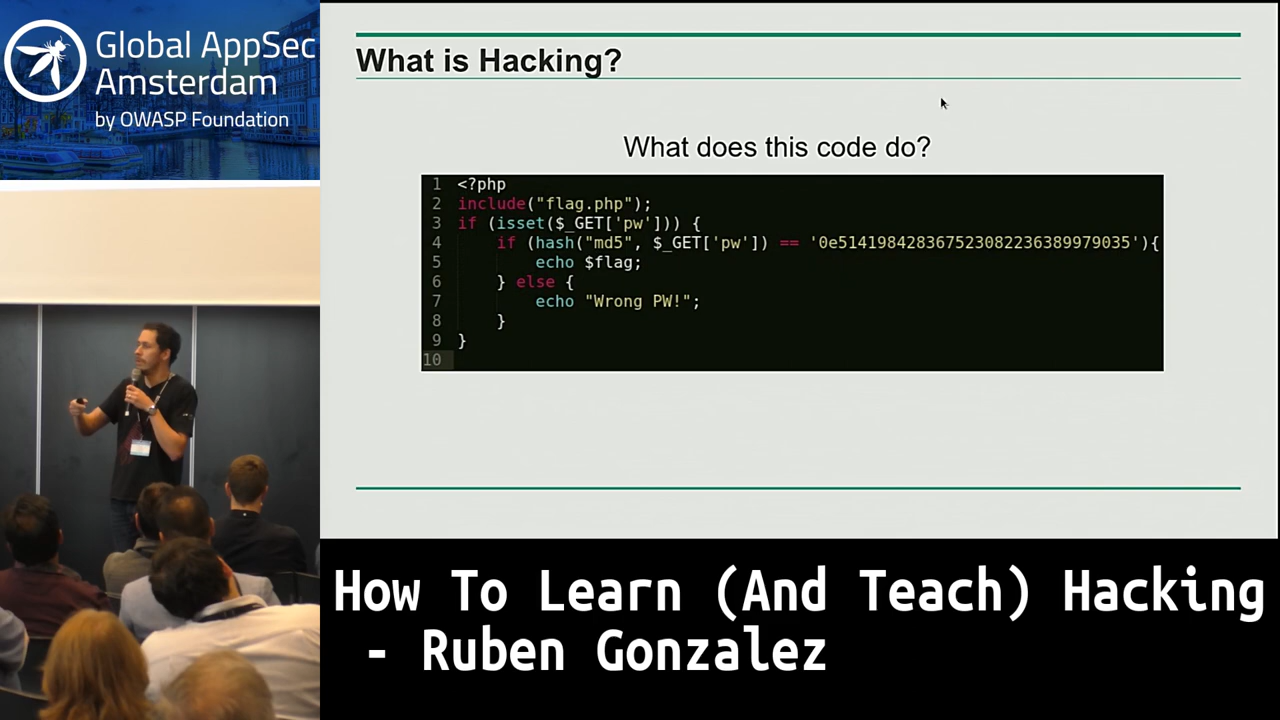 Global AppSec
Amsterdam
by OWASP Foundation
What is Hacking?
What does this code do?
1 <?php
2 include("flag.php");
3 if (isset($_GET['pw'])) {
4     if (hash("md5", $_GET['pw']) == '0e514198428367523082236389979035'){
5         echo $flag;
6     } else {
7         echo "Wrong PW!";
8     }
9 }
10
How To Learn (And Teach) Hacking
- Ruben Gonzalez